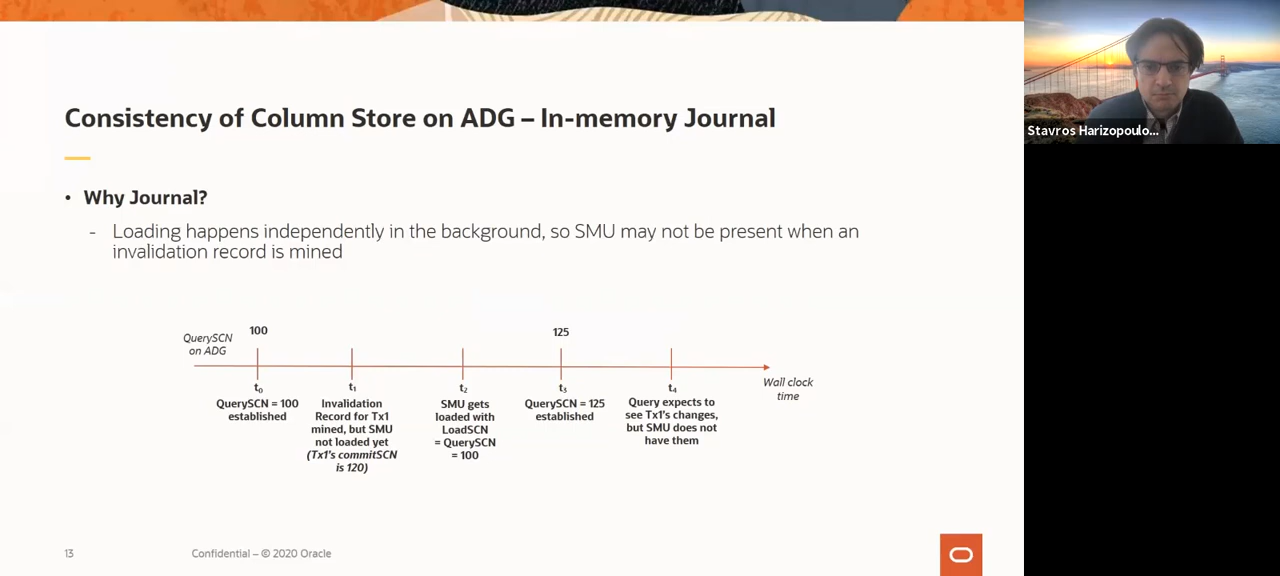 Consistency of Column Store on ADG – In-memory Journal
• Why Journal?
- Loading happens independently in the background, so SMU may not be present when an
invalidation record is mined
QuerySCN
on ADG
100
125
t₀
t₁
t₂
t₃
t₄
Wall clock
time
QuerySCN = 100
established
Invalidation
Record for Tx1
mined, but SMU
not loaded yet
(Tx1's commitSCN
is 120)
SMU gets
loaded with
LoadSCN
= QuerySCN
= 100
QuerySCN = 125
established
Query expects to
see Tx1's changes,
but SMU does not
have them
13
Confidential – © 2020 Oracle
Stavros Harizopoulo...